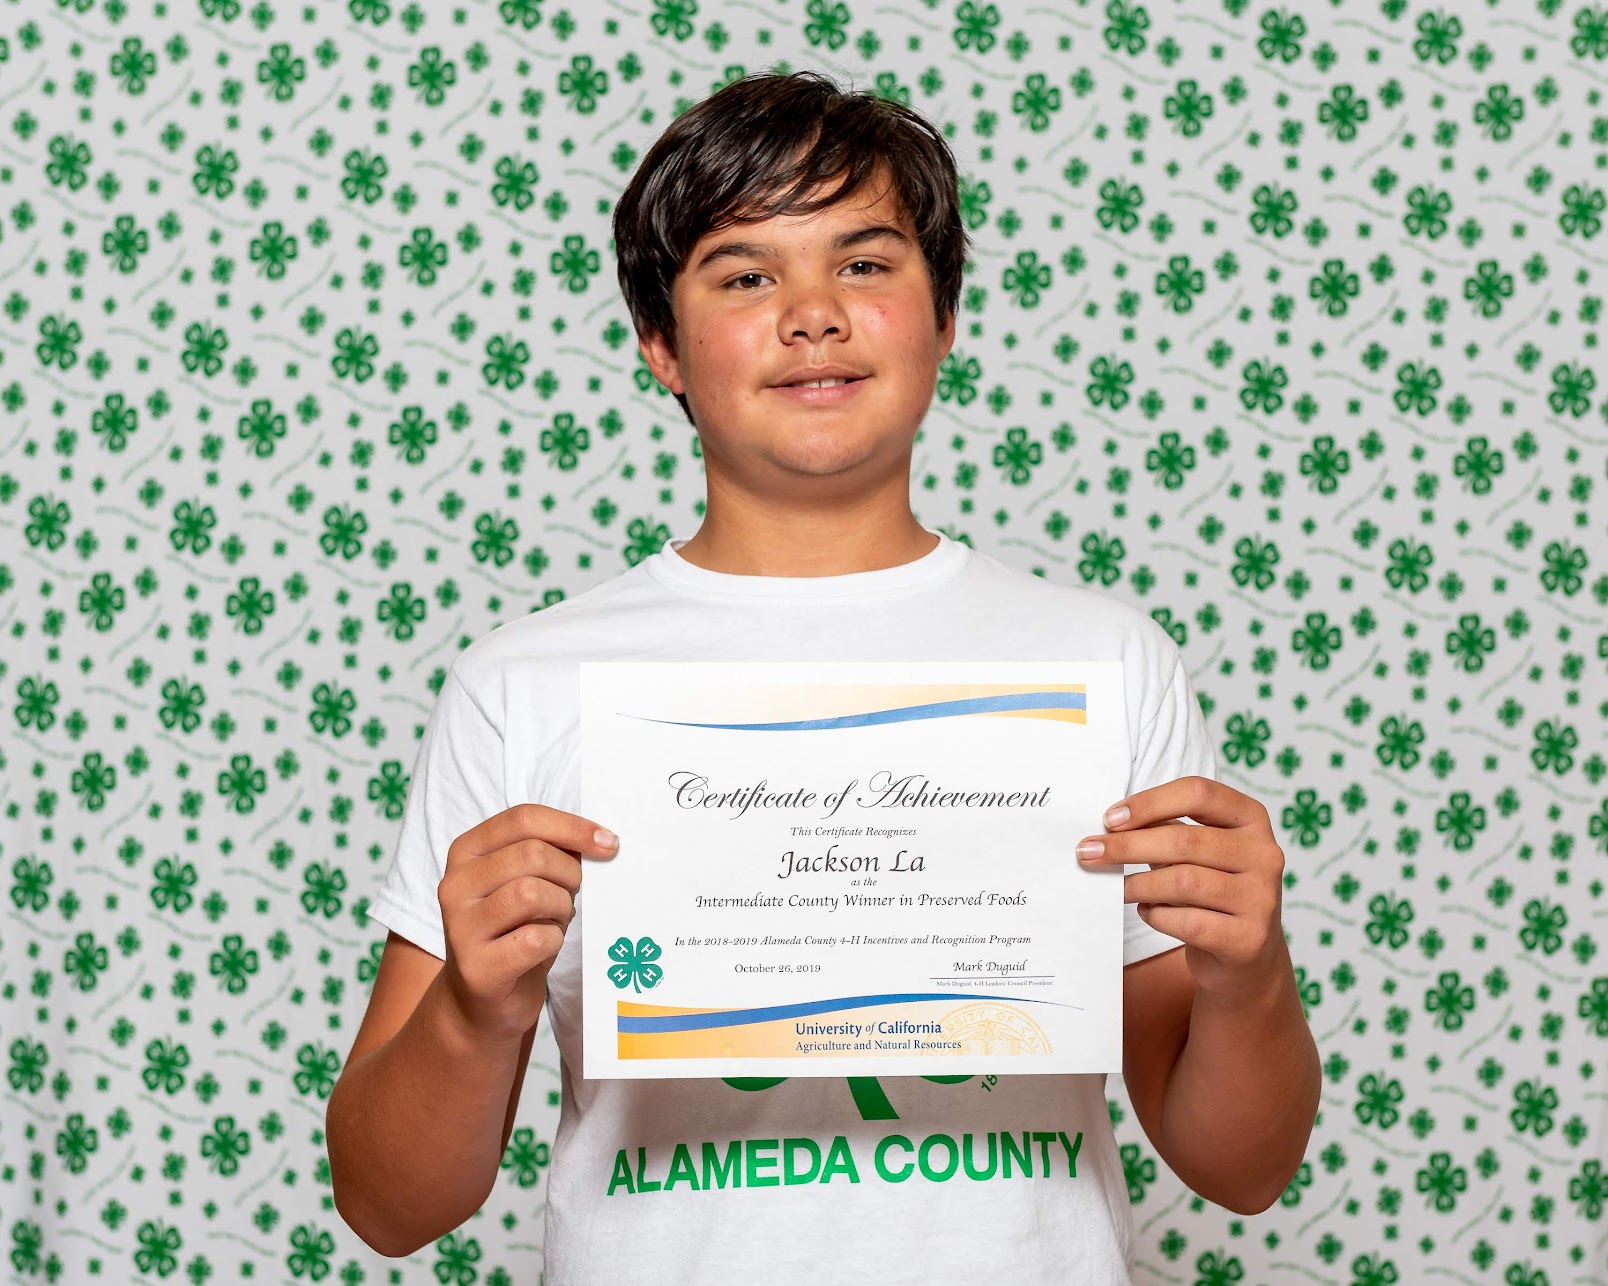 Certificate of Achievement
This Certificate Recognizes
Jackson La
as the
Intermediate County Winner in Preserved Foods
In the 2018-2019 Alameda County 4-H Incentives and Recognition Program
October 26, 2019
Mark Duguid
Mark Duguid, 4-H Leaders' Council President
H H
H H
University of California
Agriculture and Natural Resources
18
ALAMEDA COUNTY